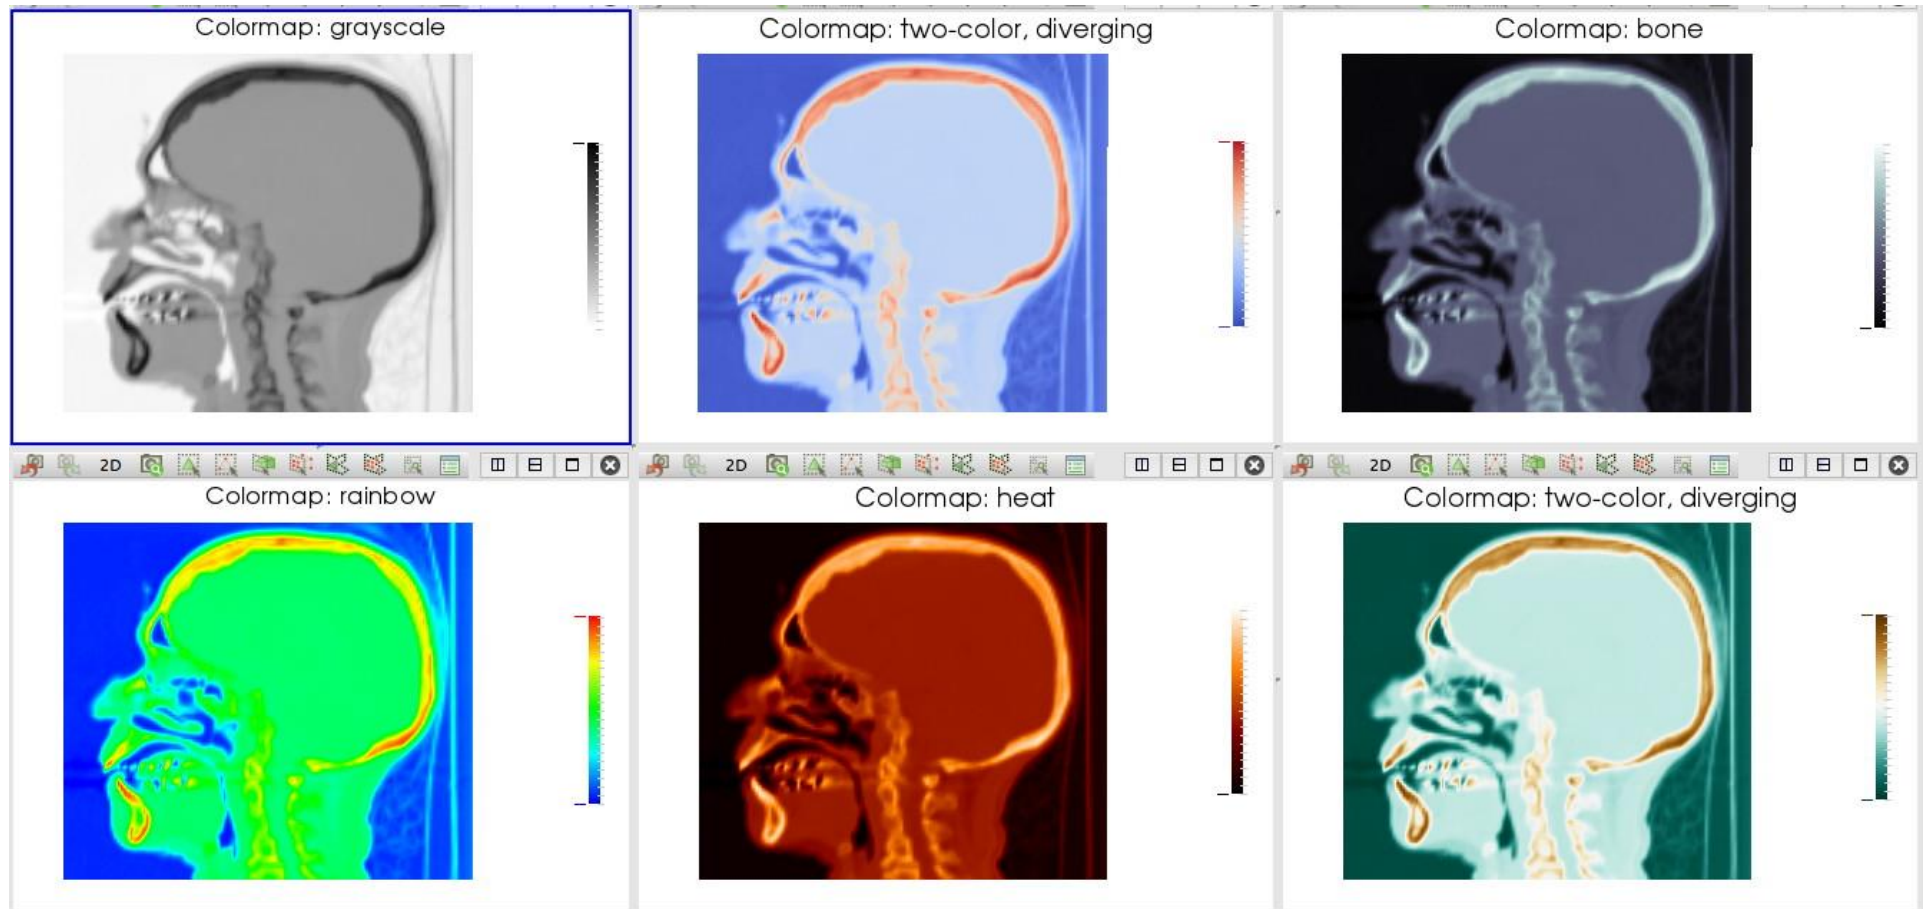 Colormap: grayscale
Colormap: two-color, diverging
Colormap: bone
2D
2D
2D
Colormap: rainbow
Colormap: heat
Colormap: two-color, diverging